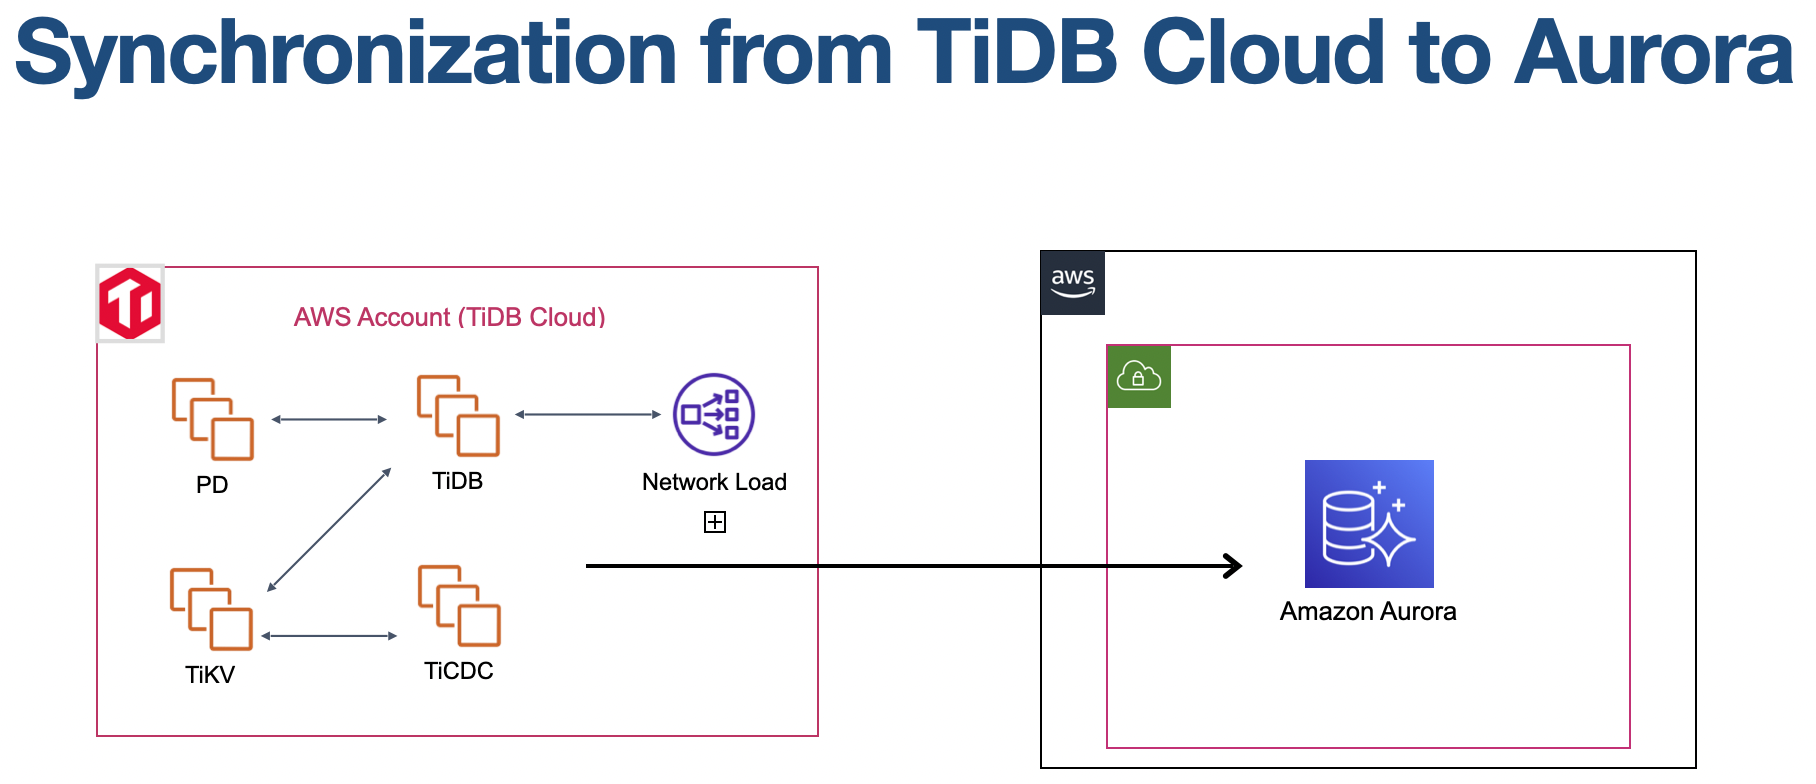 Synchronization from TiDB Cloud to Aurora
Ti
AWS Account (TiDB Cloud)
aws
PD
TiDB
Network Load
TiKV
TiCDC
Amazon Aurora